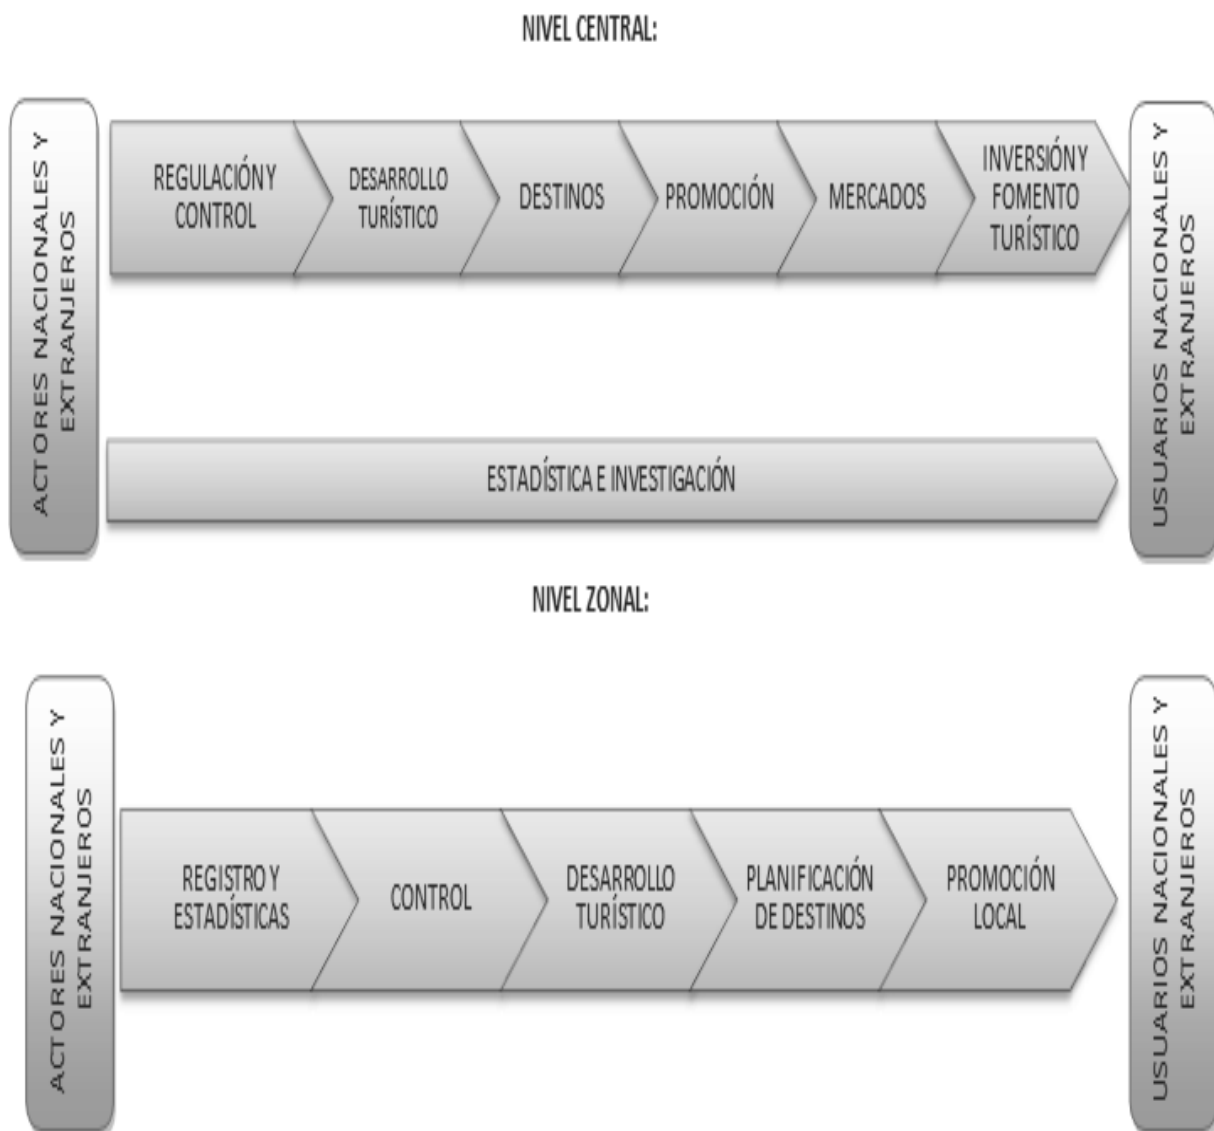 NIVEL CENTRAL:
ACTORES NACIONALES Y
EXTRANJEROS
REGULACIÓN Y
CONTROL
DESARROLLO
TURÍSTICO
DESTINOS
PROMOCIÓN
MERCADOS
INVERSIÓN Y
FOMENTO
TURÍSTICO
ESTADÍSTICA E INVESTIGACIÓN
USUARIOS NACIONALES Y
EXTRANJEROS
NIVEL ZONAL:
ACTORES NACIONALES Y
EXTRANJEROS
REGISTRO Y
ESTADÍSTICAS
CONTROL
DESARROLLO
TURÍSTICO
PLANIFICACIÓN
DE DESTINOS
PROMOCIÓN
LOCAL
USUARIOS NACIONALES Y
EXTRANJEROS